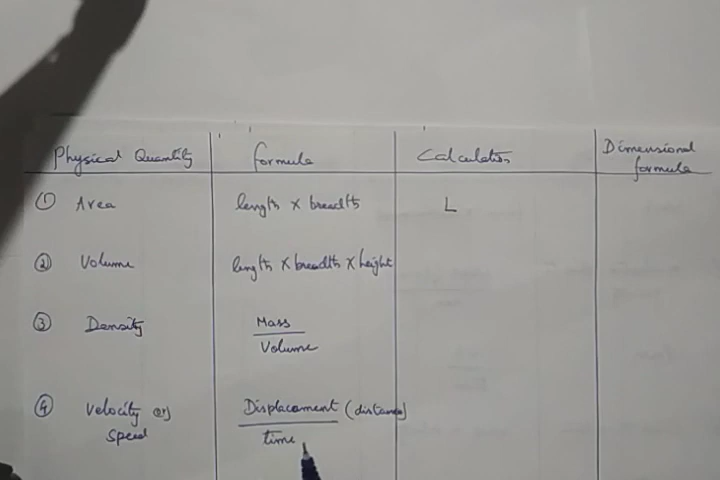 Physical Quantity formula Calculation Dimensional formula
① Area length × breadth L
② Volume length × breadth × height
③ Density Mass
Volume
④ Velocity (or) Displacement (distance)
speed time